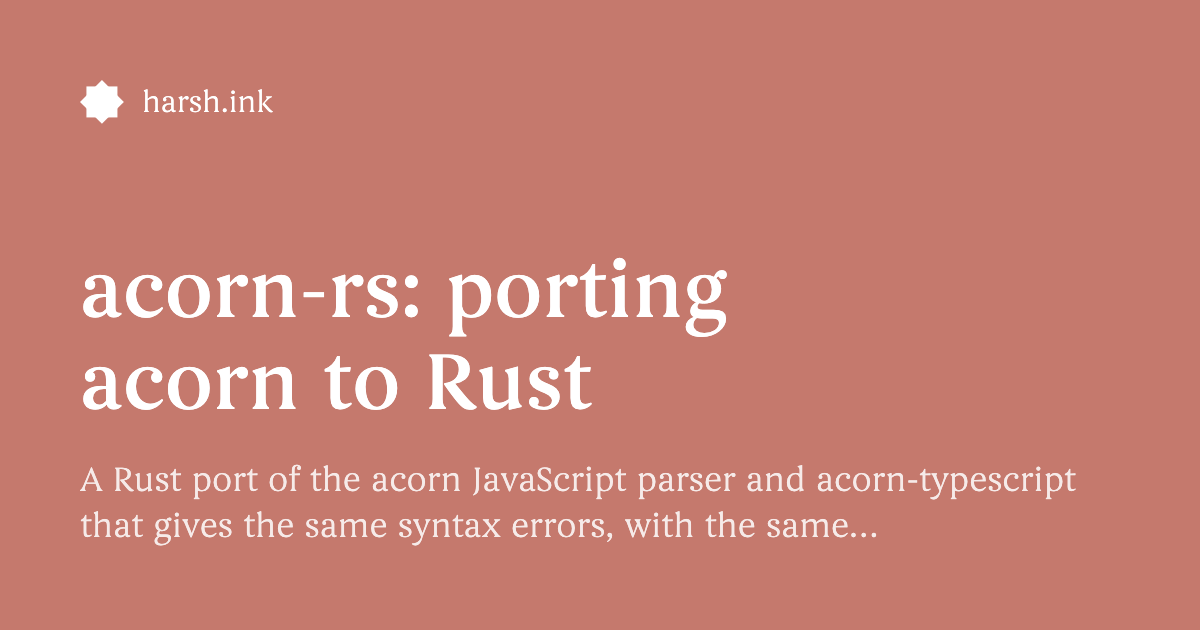 harsh.ink
acorn-rs: porting
acorn to Rust
A Rust port of the acorn JavaScript parser and acorn-typescript
that gives the same syntax errors, with the same...